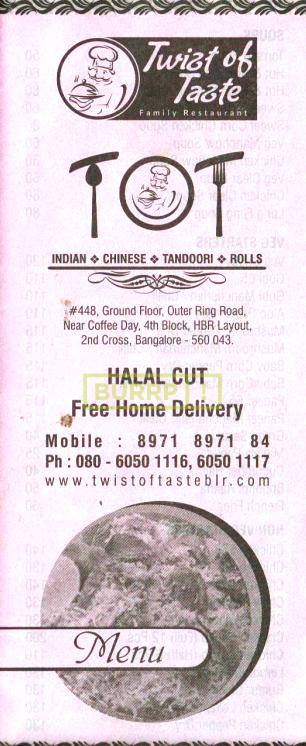 Twist of
Taste
Family Restaurant
INDIAN ❖ CHINESE ❖ TANDOORI ❖ ROLLS
#448, Ground Floor, Outer Ring Road,
Near Coffee Day, 4th Block, HBR Layout,
2nd Cross, Bangalore - 560 043.
HALAL CUT
BURRP!
Free Home Delivery
Mobile : 8971 8971 84
Ph : 080 - 6050 1116, 6050 1117
www.twistoftasteblr.com
Menu